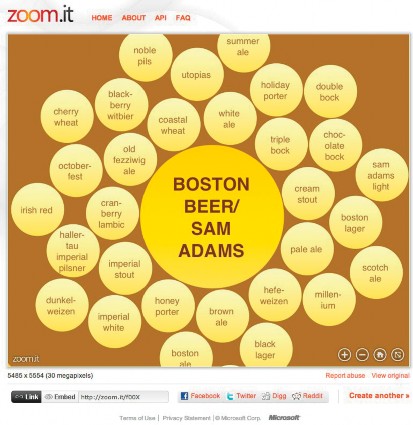 zoom.it HOME ABOUT API FAQ
noble
pils
summer
ale
utopias
black-
berry
witbier
holiday
porter
double
bock
cherry
wheat
coastal
wheat
white
ale
old
fezziwig
ale
triple
bock
choc-
olate
bock
october-
fest
sam
adams
light
BOSTON
BEER/
SAM
ADAMS
cream
stout
irish red
cran-
berry
lambic
boston
lager
haller-
tau
imperial
pilsner
imperial
stout
pale ale
scotch
ale
dunkel-
weizen
honey
porter
hefe-
weizen
millen-
ium
imperial
white
brown
ale
black
lager
boston
ale
zoom.it
5485 x 5554 (30 megapixels) Report abuse View original
Link Embed http://zoom.it/f00X Facebook Twitter Digg Reddit Create another »
Terms of Use | Privacy Statement | © Microsoft Corp. Microsoft